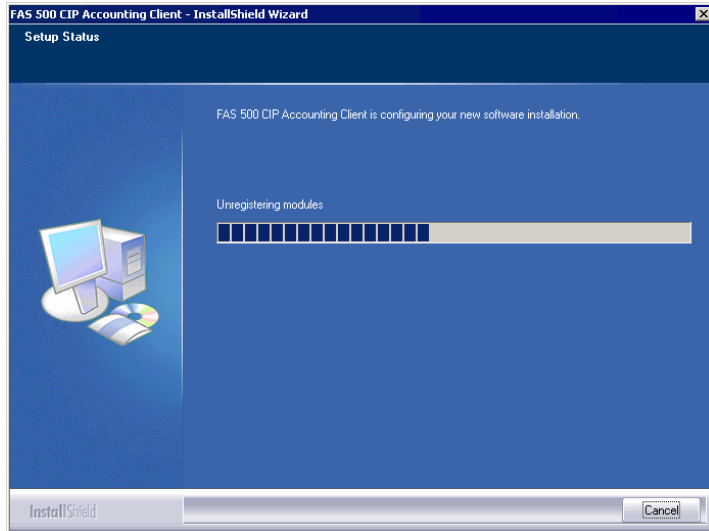 FAS 500 CIP Accounting Client - InstallShield Wizard
Setup Status
FAS 500 CIP Accounting Client is configuring your new software installation.
Unregistering modules
InstallShield
Cancel